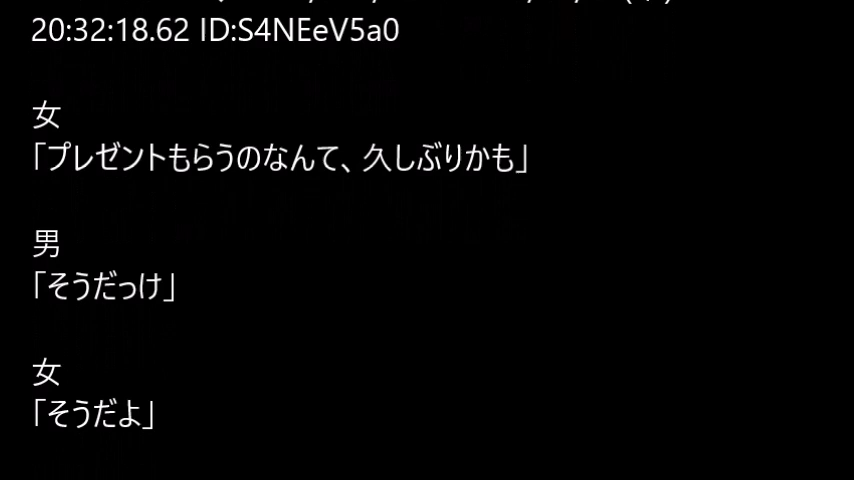 20:32:18.62 ID:S4NEeV5a0
女
「プレゼントもらうのなんて、久しぶりかも」
男
「そうだっけ」
女
「そうだよ」